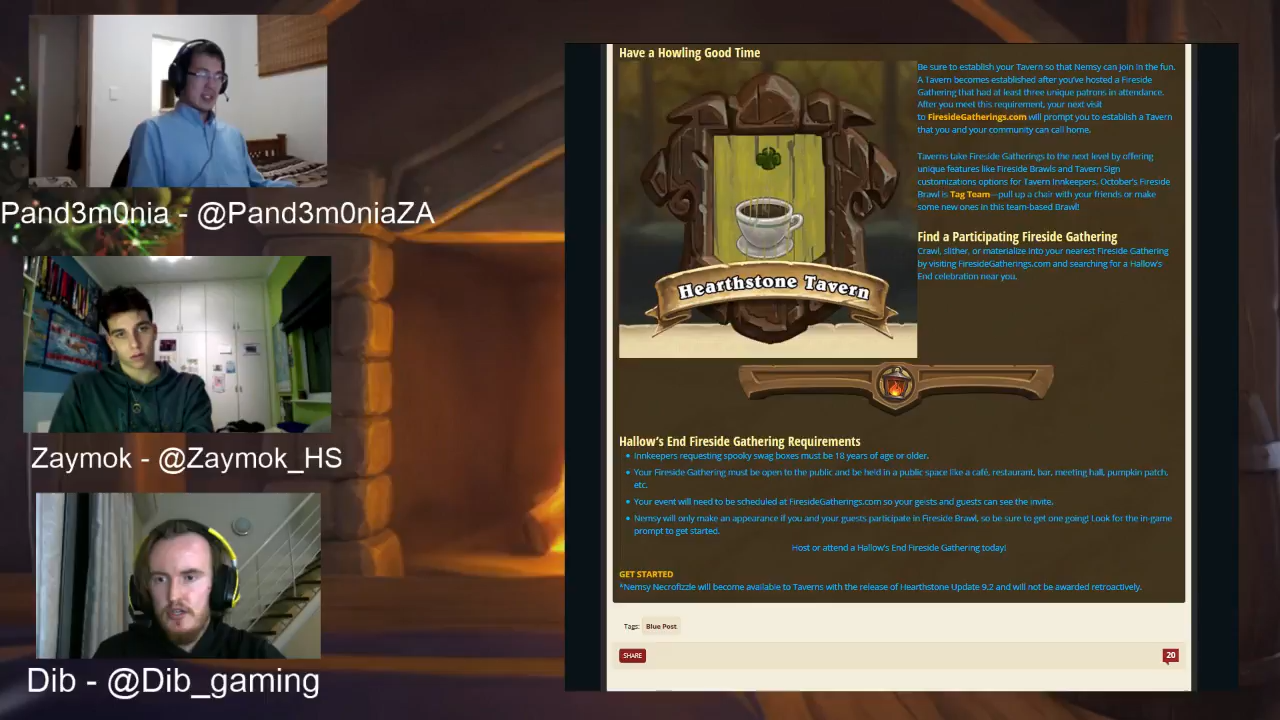 Pand3m0nia - @Pand3m0niaZA
Zaymok - @Zaymok_HS
Dib - @Dib_gaming
Have a Howling Good Time
Be sure to establish your Tavern so that Nemsy can join in the fun.
A Tavern becomes established after you've hosted a Fireside
Gathering that had at least three unique patrons in attendance.
After you meet this requirement, your next visit
to FiresideGatherings.com will prompt you to establish a Tavern
that you and your community can call home.
Taverns take Fireside Gatherings to the next level by offering
unique features like Fireside Brawls and Tavern Sign
customizations options for Tavern Innkeepers. October's Fireside
Brawl is Tag Team—pull up a chair with your friends or make
some new ones in this team-based Brawl!
Hearthstone Tavern
Find a Participating Fireside Gathering
Crawl, slither, or materialize into your nearest Fireside Gathering
by visiting FiresideGatherings.com and searching for a Hallow's
End celebration near you.
Hallow's End Fireside Gathering Requirements
Innkeepers requesting spooky swag boxes must be 18 years of age or older.
Your Fireside Gathering must be open to the public and be held in a public space like a café, restaurant, bar, meeting hall, pumpkin patch,
etc.
Your event will need to be scheduled at FiresideGatherings.com so your geists and guests can see the invite.
Nemsy will only make an appearance if you and your guests participate in Fireside Brawl, so be sure to get one going! Look for the in-game
prompt to get started.
Host or attend a Hallow's End Fireside Gathering today!
GET STARTED
*Nemsy Necrofizzle will become available to Taverns with the release of Hearthstone Update 9.2 and will not be awarded retroactively.
Tags: Blue Post
SHARE
20